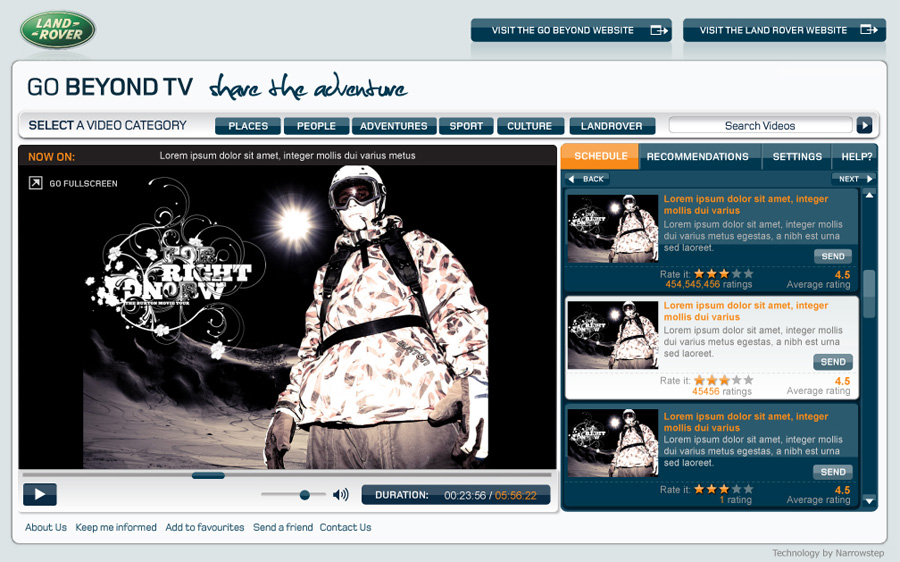 LAND-
-ROVER
VISIT THE GO BEYOND WEBSITE
VISIT THE LAND ROVER WEBSITE
GO BEYOND TV share the adventure
SELECT A VIDEO CATEGORY
PLACES
PEOPLE
ADVENTURES
SPORT
CULTURE
LANDROVER
Search Videos
NOW ON:
Lorem ipsum dolor sit amet, integer mollis dui varius metus
GO FULLSCREEN
FOR
RIGHT
NOW
THE BURTON MOVIE TOUR
00:23:56 / 05:56:22
DURATION:
SCHEDULE
RECOMMENDATIONS
SETTINGS
HELP?
BACK
NEXT
Lorem ipsum dolor sit amet, integer
mollis dui varius
Lorem ipsum dolor sit amet, integer mollis
dui varius metus egestas, a nibh est urna
sed laoreet.
SEND
Rate it:
454,545,456 ratings
4.5
Average rating
Lorem ipsum dolor sit amet, integer
mollis dui varius
Lorem ipsum dolor sit amet, integer mollis
dui varius metus egestas, a nibh est urna
sed laoreet.
SEND
Rate it:
45456 ratings
4.5
Average rating
Lorem ipsum dolor sit amet, integer
mollis dui varius
Lorem ipsum dolor sit amet, integer mollis
dui varius metus egestas, a nibh est urna
sed laoreet.
SEND
Rate it:
1 rating
4.5
Average rating
About Us
Keep me informed
Add to favourites
Send a friend
Contact Us
Technology by Narrowstep